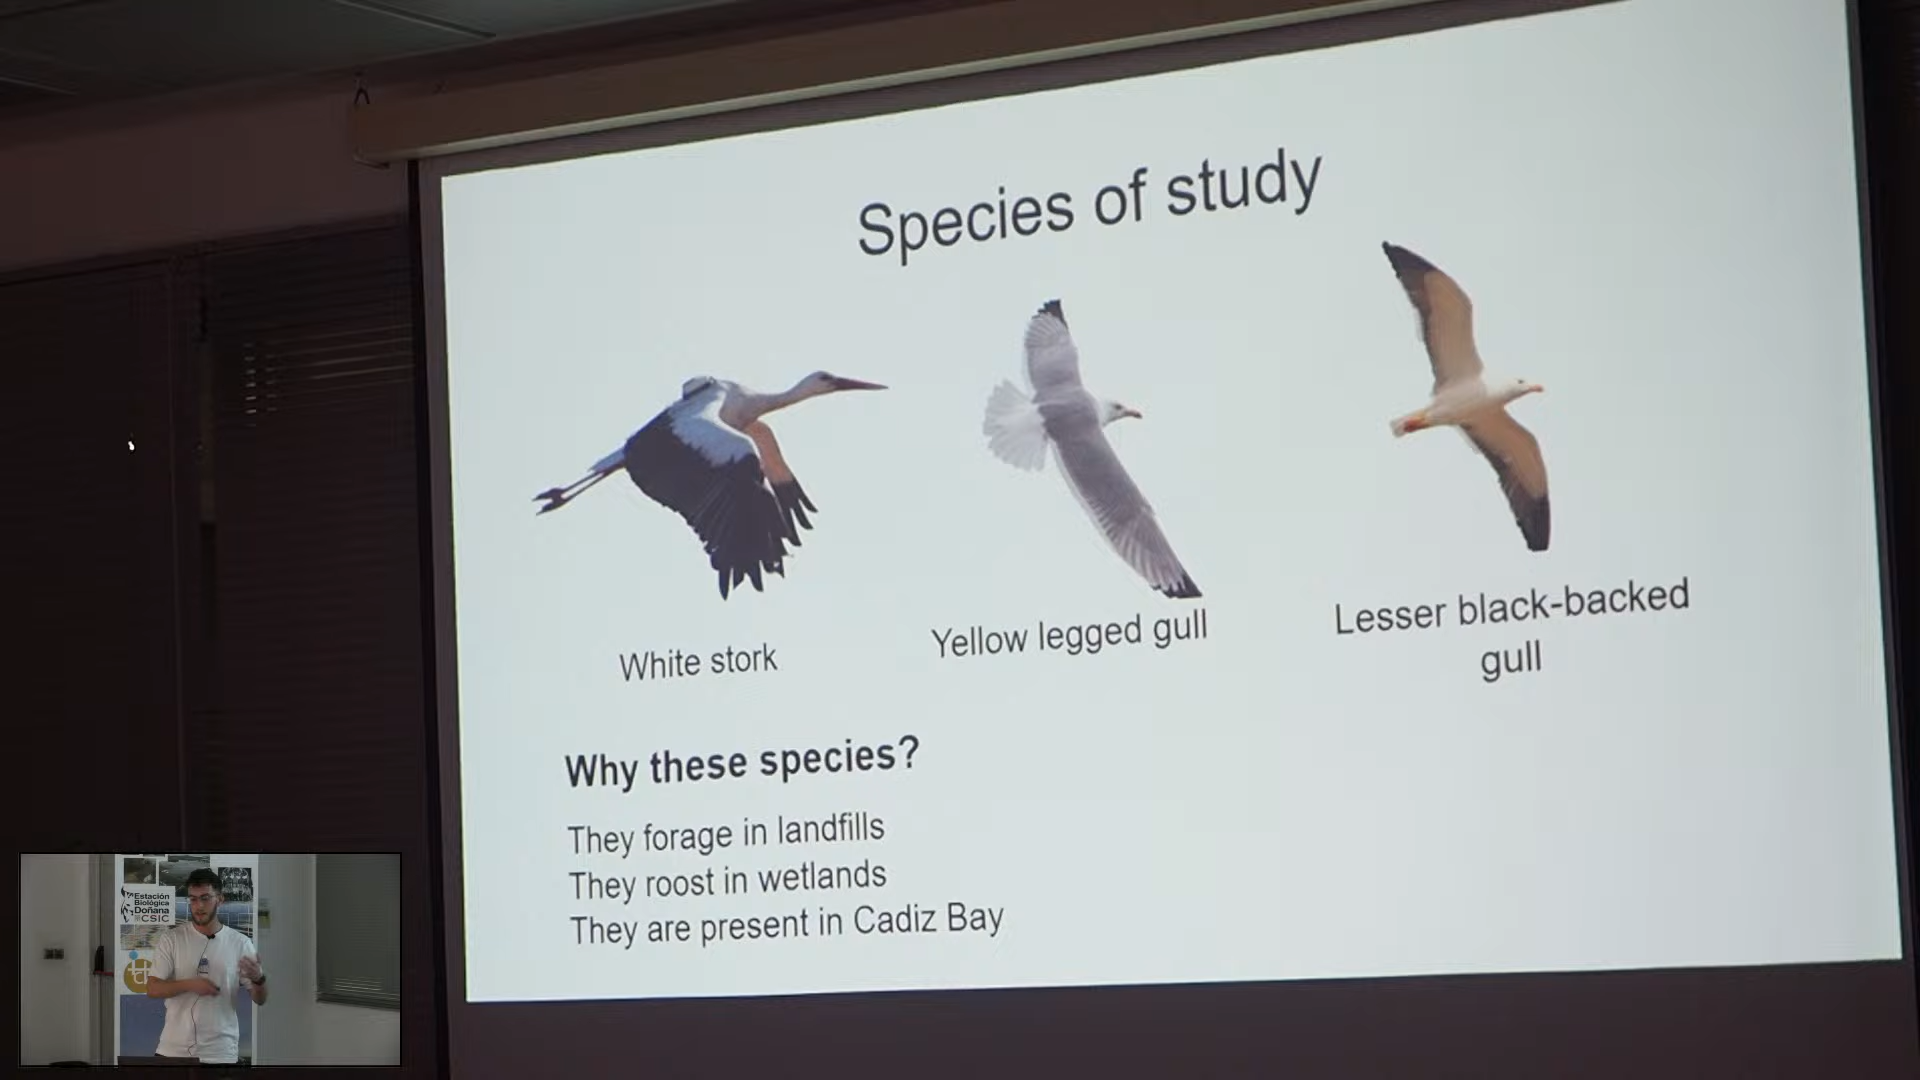 Species of study
White stork
Yellow legged gull
Lesser black-backed
gull
Why these species?
They forage in landfills
They roost in wetlands
They are present in Cadiz Bay
Estación
Biológica
Doñana
CSIC